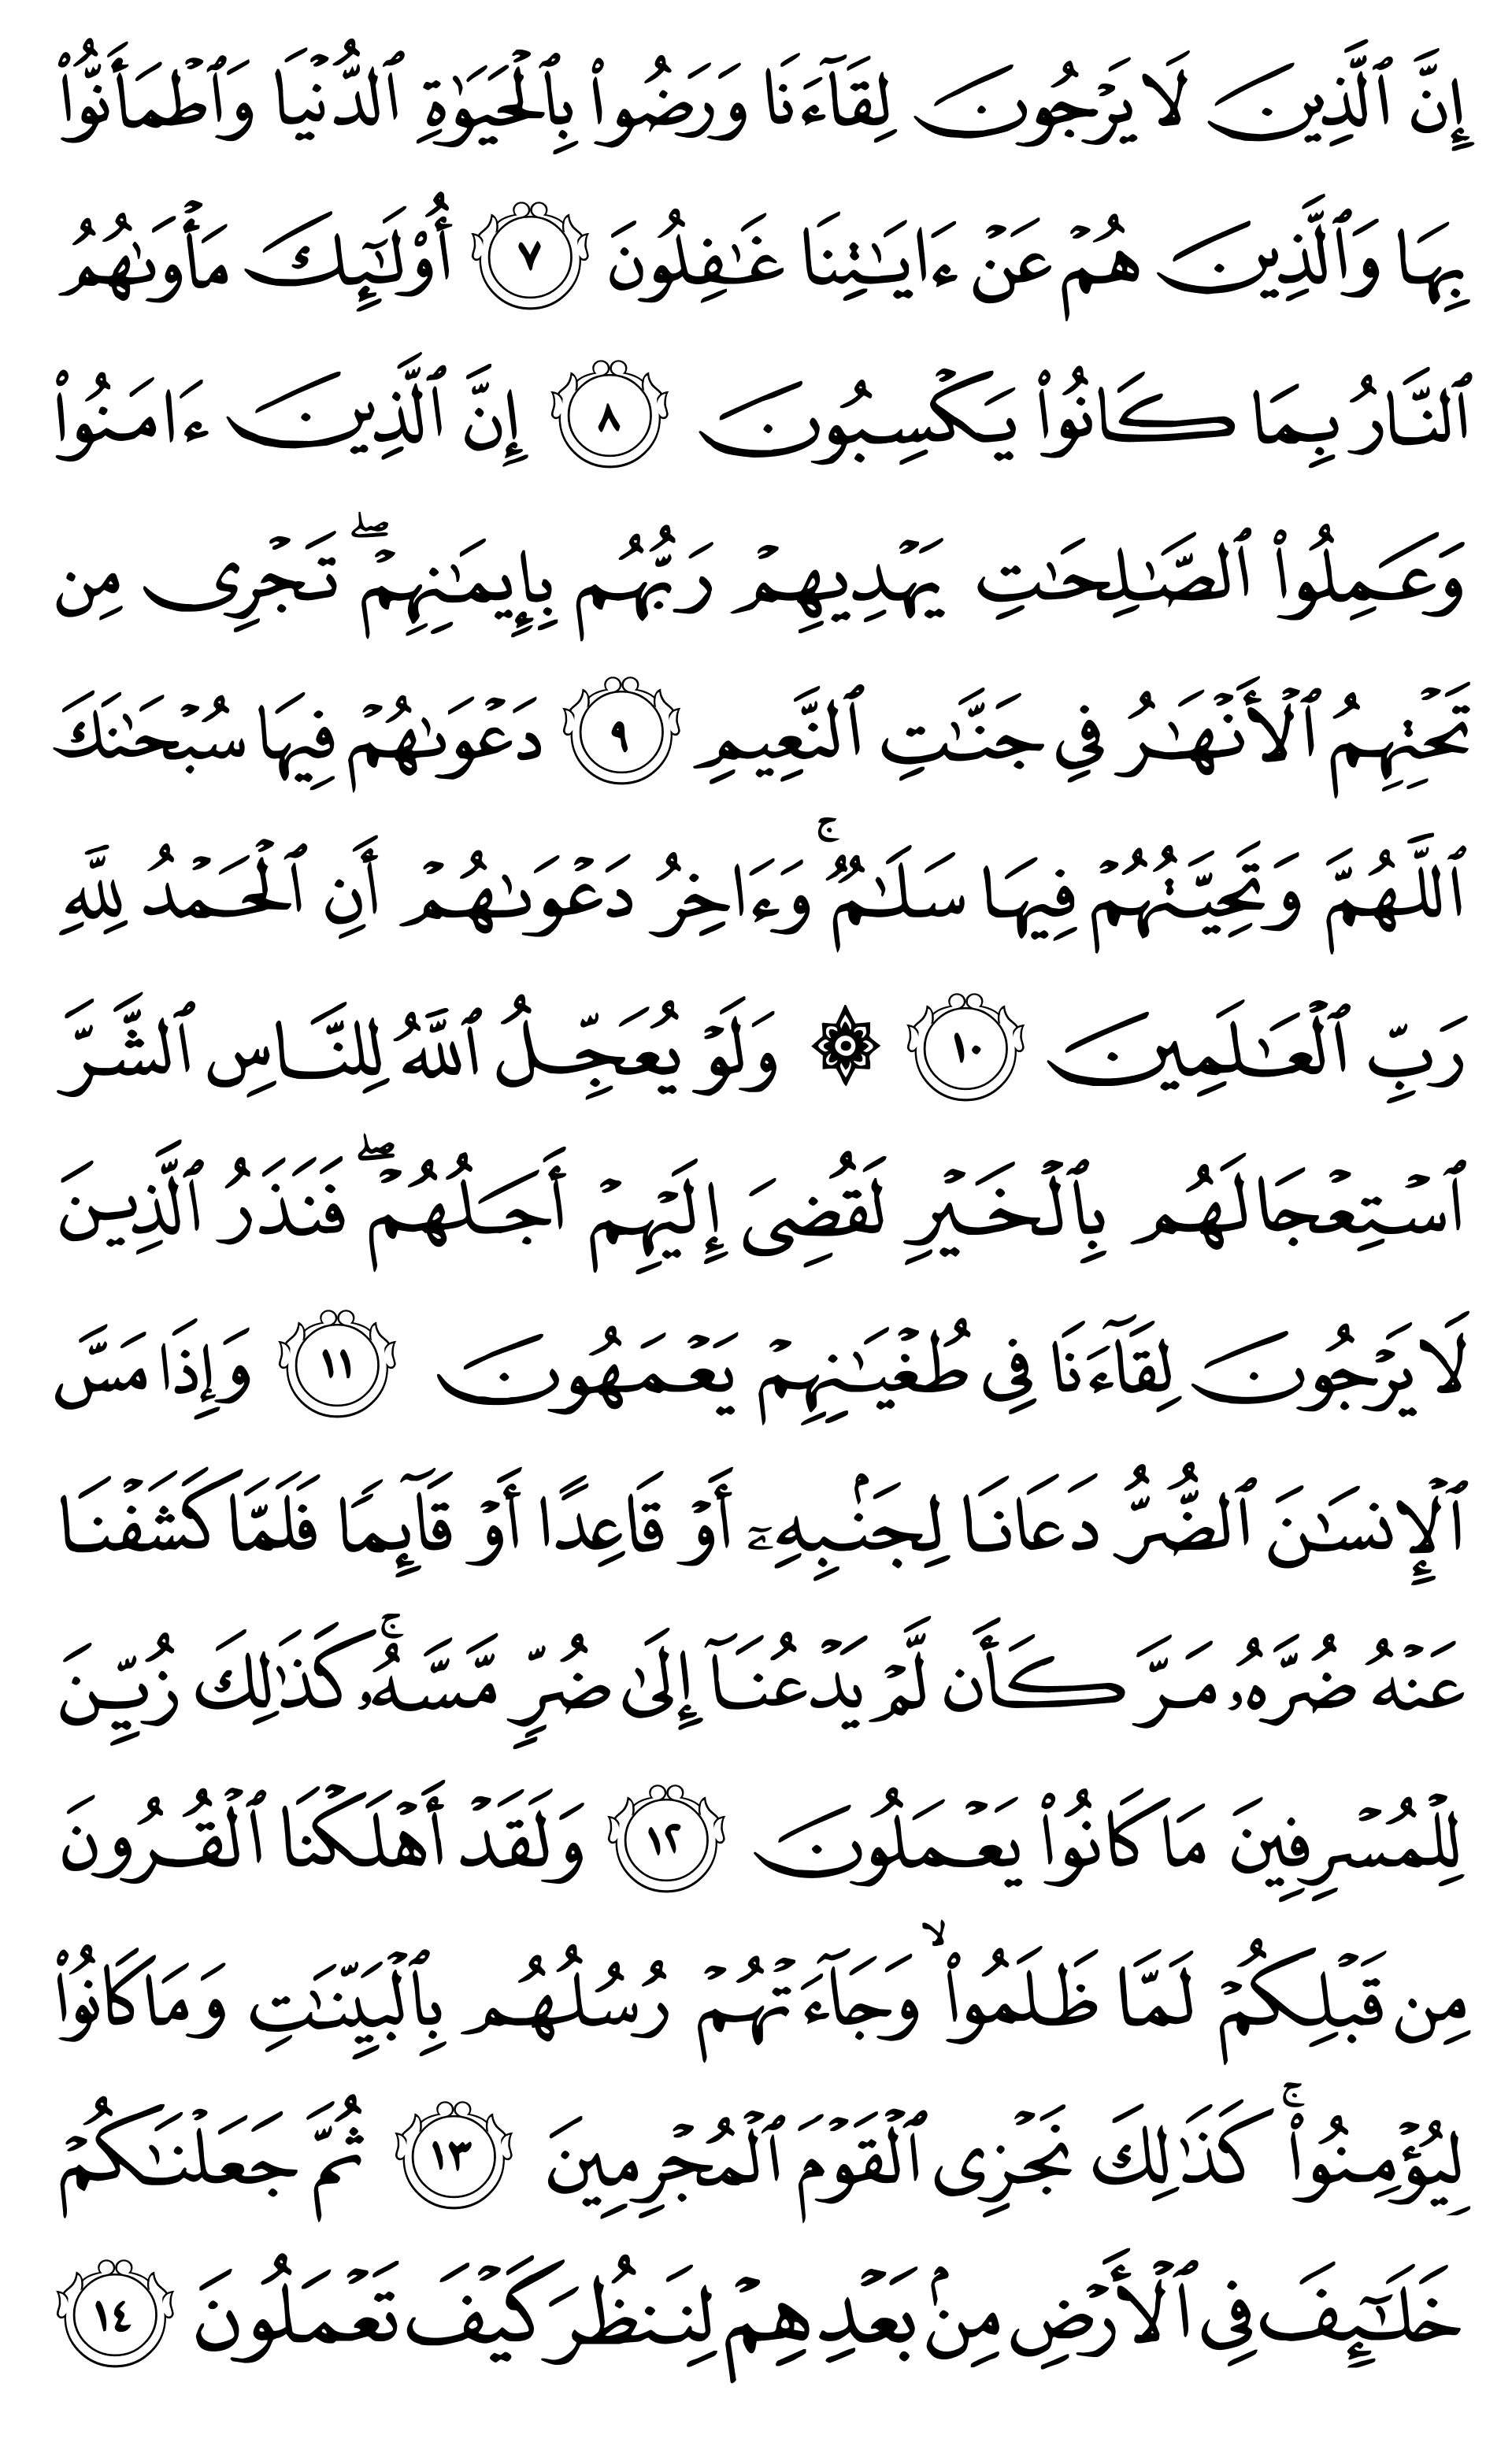 إِنَّ ٱلَّذِينَ لَا يَرْجُونَ لِقَآءَنَا وَرَضُوا۟ بِٱلْحَيَوٰةِ ٱلدُّنْيَا وَٱطْمَأَنُّوا۟
بِهَا وَٱلَّذِينَ هُمْ عَنْ ءَايَـٰتِنَا غَـٰفِلُونَ ٧ أُو۟لَـٰٓئِكَ مَأْوَىٰهُمُ
ٱلنَّارُ بِمَا كَانُوا۟ يَكْسِبُونَ ٨ إِنَّ ٱلَّذِينَ ءَامَنُوا۟
وَعَمِلُوا۟ ٱلصَّـٰلِحَـٰتِ يَهْدِيهِمْ رَبُّهُم بِإِيمَـٰنِهِمْ ۖ تَجْرِى مِن
تَحْتِهِمُ ٱلْأَنْهَـٰرُ فِى جَنَّـٰتِ ٱلنَّعِيمِ ٩ دَعْوَىٰهُمْ فِيهَا سُبْحَـٰنَكَ
ٱللَّهُمَّ وَتَحِيَّتُهُمْ فِيهَا سَلَـٰمٌ ۚ وَءَاخِرُ دَعْوَىٰهُمْ أَنِ ٱلْحَمْدُ لِلَّهِ
رَبِّ ٱلْعَـٰلَمِينَ ١٠ ۞ وَلَوْ يُعَجِّلُ ٱللَّهُ لِلنَّاسِ ٱلشَّرَّ
ٱسْتِعْجَالَهُم بِٱلْخَيْرِ لَقُضِىَ إِلَيْهِمْ أَجَلُهُمْ ۖ فَنَذَرُ ٱلَّذِينَ
لَا يَرْجُونَ لِقَآءَنَا فِى طُغْيَـٰنِهِمْ يَعْمَهُونَ ١١ وَإِذَا مَسَّ
ٱلْإِنسَـٰنَ ٱلضُّرُّ دَعَانَا لِجَنۢبِهِۦٓ أَوْ قَاعِدًا أَوْ قَآئِمًا فَلَمَّا كَشَفْنَا
عَنْهُ ضُرَّهُۥ مَرَّ كَأَن لَّمْ يَدْعُنَآ إِلَىٰ ضُرٍّ مَّسَّهُۥ ۚ كَذَٰلِكَ زُيِّنَ
لِلْمُسْرِفِينَ مَا كَانُوا۟ يَعْمَلُونَ ١٢ وَلَقَدْ أَهْلَكْنَا ٱلْقُرُونَ
مِن قَبْلِكُمْ لَمَّا ظَلَمُوا۟ ۙ وَجَآءَتْهُمْ رُسُلُهُم بِٱلْبَيِّنَـٰتِ وَمَا كَانُوا۟
لِيُؤْمِنُوا۟ ۚ كَذَٰلِكَ نَجْزِى ٱلْقَوْمَ ٱلْمُجْرِمِينَ ١٣ ثُمَّ جَعَلْنَـٰكُمْ
خَلَـٰٓئِفَ فِى ٱلْأَرْضِ مِنۢ بَعْدِهِمْ لِنَنظُرَ كَيْفَ تَعْمَلُونَ ١٤